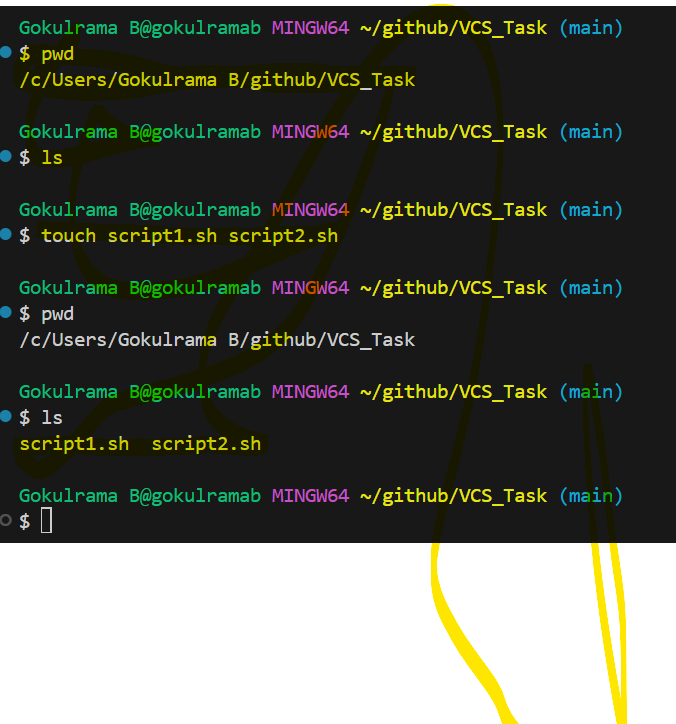 Gokulrama B@gokulramab MINGW64 ~/github/VCS_Task (main)
$ pwd
/c/Users/Gokulrama B/github/VCS_Task
Gokulrama B@gokulramab MINGW64 ~/github/VCS_Task (main)
$ ls
Gokulrama B@gokulramab MINGW64 ~/github/VCS_Task (main)
$ touch script1.sh script2.sh
Gokulrama B@gokulramab MINGW64 ~/github/VCS_Task (main)
$ pwd
/c/Users/Gokulrama B/github/VCS_Task
Gokulrama B@gokulramab MINGW64 ~/github/VCS_Task (main)
$ ls
script1.sh  script2.sh
Gokulrama B@gokulramab MINGW64 ~/github/VCS_Task (main)
$